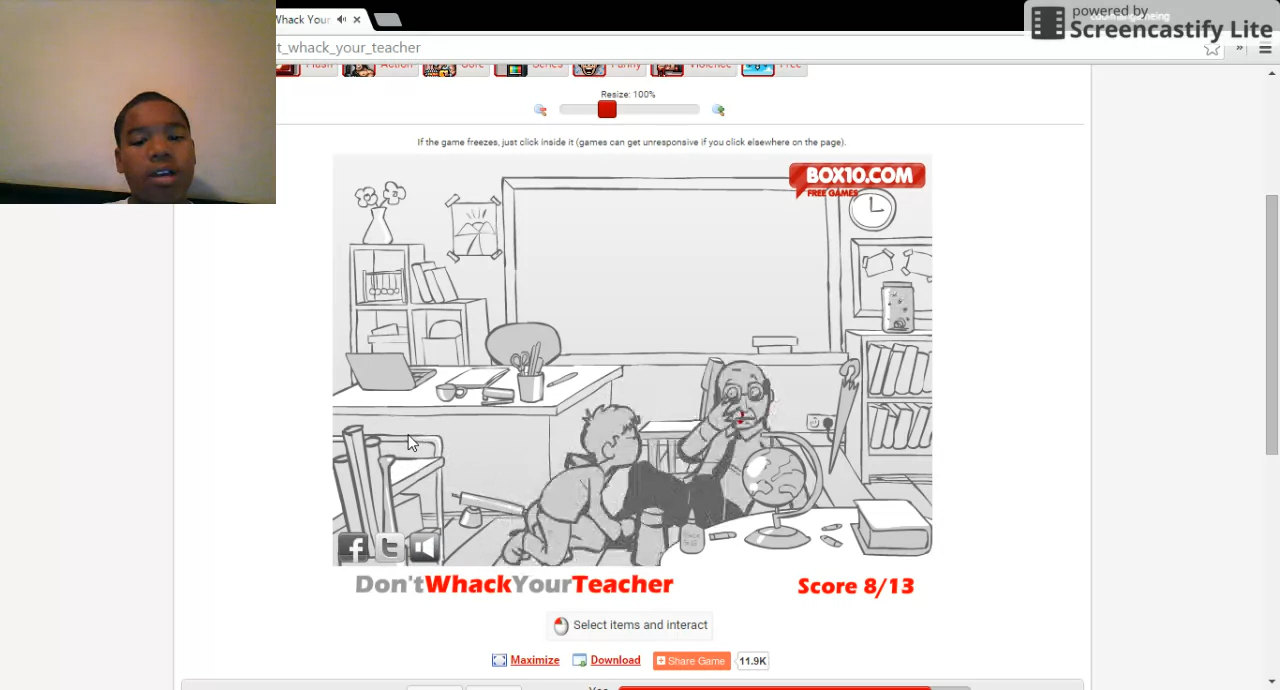 Whack Your
powered by
Screencastify Lite
t_whack_your_teacher
Flash Action Gore Series Funny Violence Free
Resize: 100%
If the game freezes, just click inside it (games can get unresponsive if you click elsewhere on the page).
BOX10.COM
FREE GAMES
Don'tWhackYourTeacher
Score 8/13
Select items and interact
Maximize
Download
Share Game
11.9K
Yes